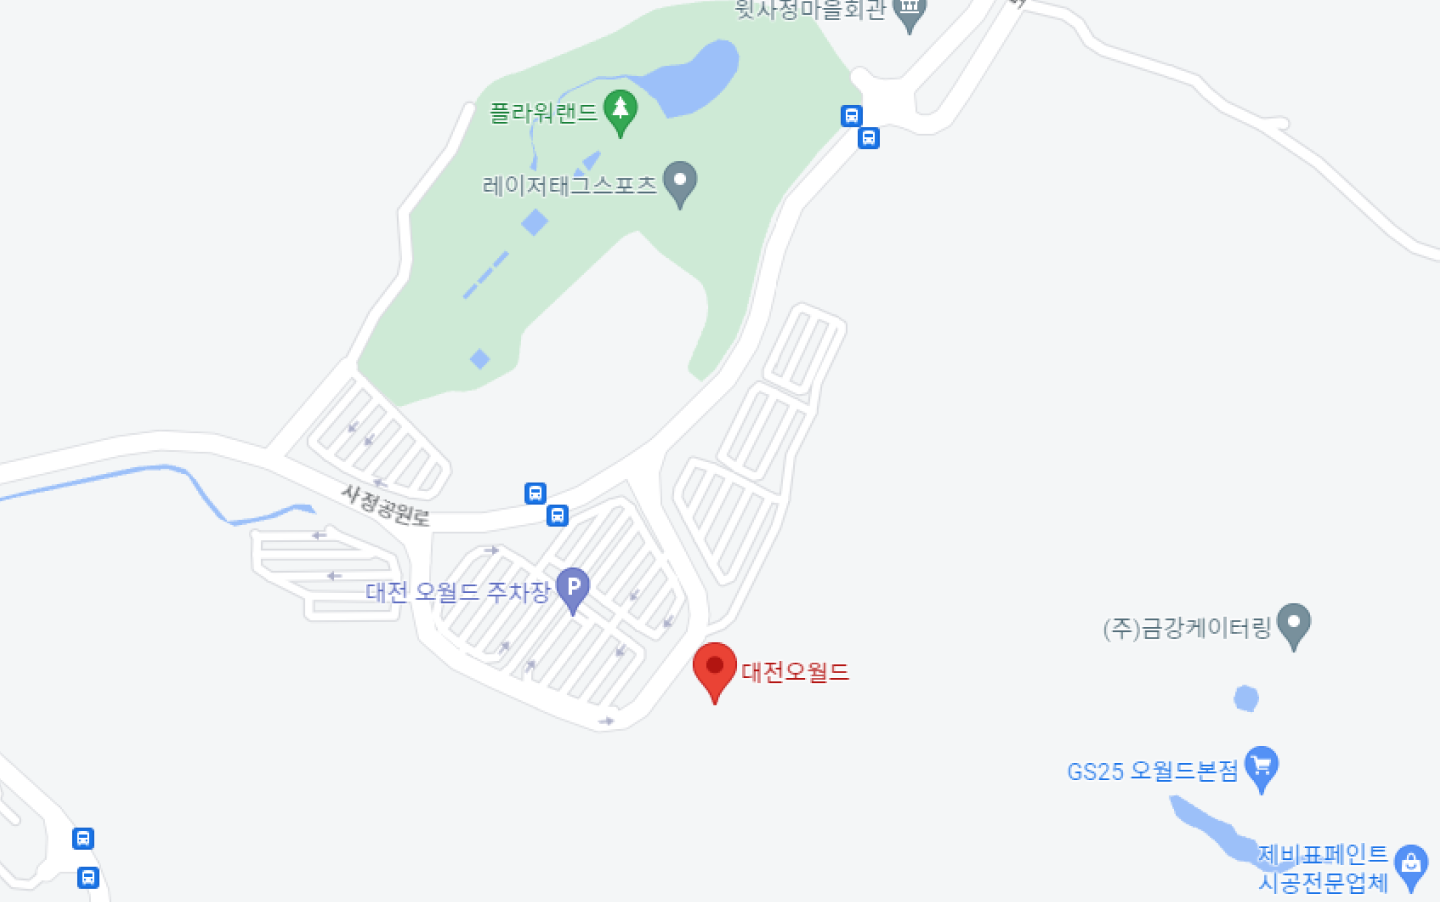 윗사정마을회관
플라워랜드
레이저태그스포츠
사정공원로
대전 오월드 주차장
P
(주)금강케이터링
대전오월드
GS25 오월드본점
제비표페인트
시공전문업체